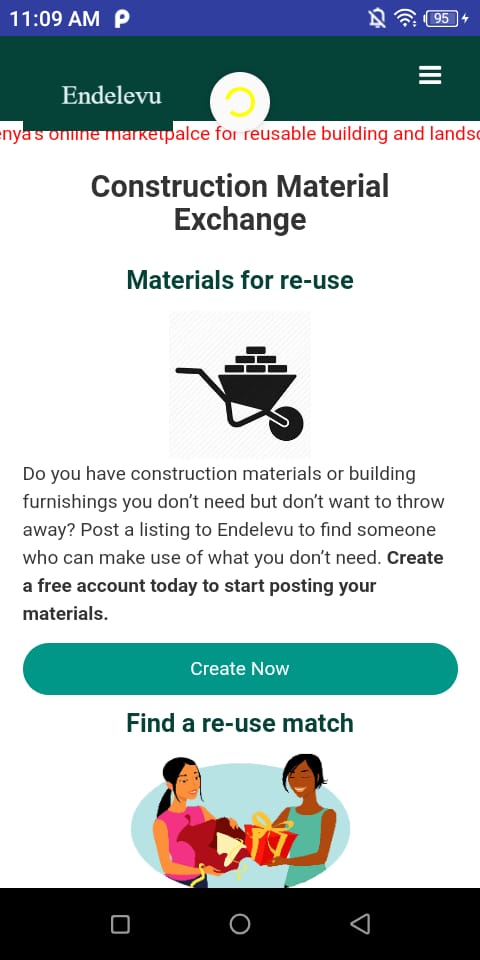 11:09 AM
95
Endelevu
marketpalce for reusable building and
Construction Material
Exchange
Materials for re-use
Do you have construction materials or building
furnishings you don’t need but don’t want to throw
away? Post a listing to Endelevu to find someone
who can make use of what you don’t need. Create
a free account today to start posting your
materials.
Create Now
Find a re-use match